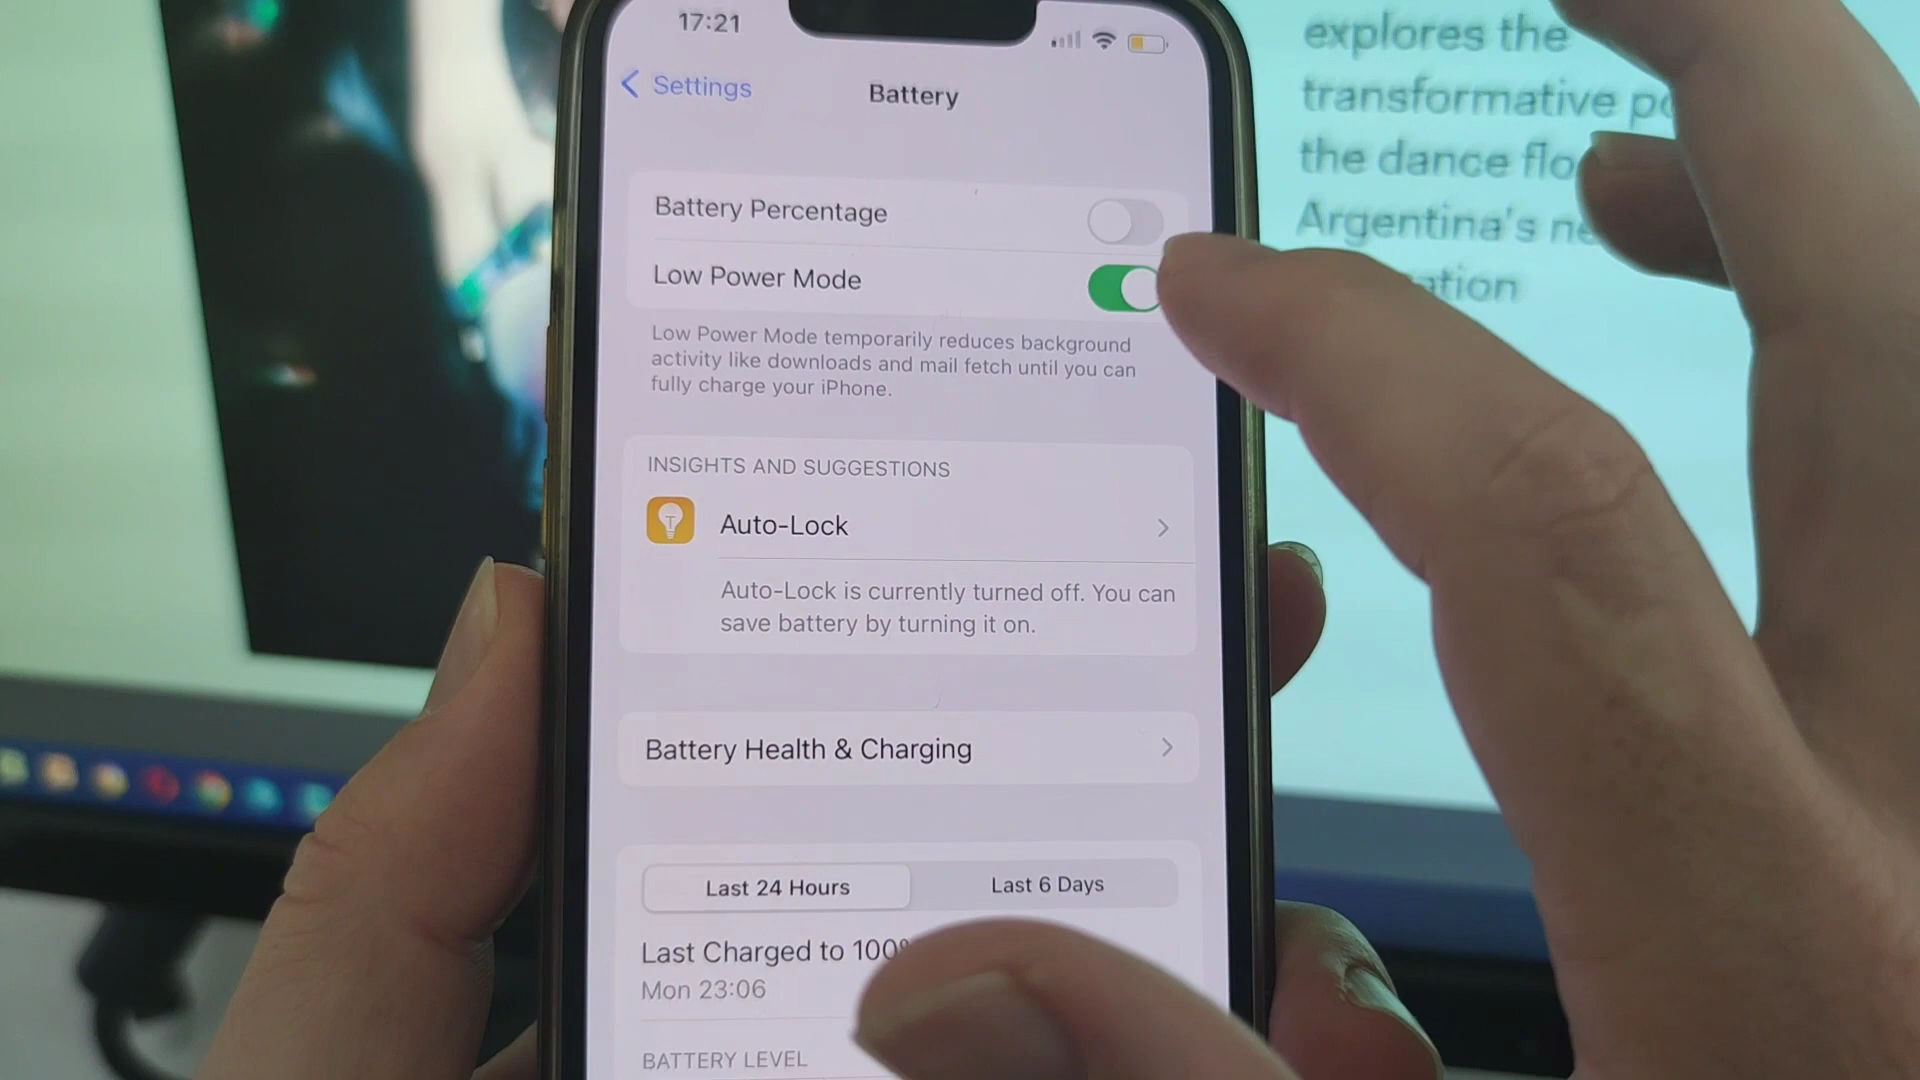 17:21
Settings
Battery
Battery Percentage
Low Power Mode
Low Power Mode temporarily reduces background
activity like downloads and mail fetch until you can
fully charge your iPhone.
INSIGHTS AND SUGGESTIONS
Auto-Lock
Auto-Lock is currently turned off. You can
save battery by turning it on.
Battery Health & Charging
Last 24 Hours
Last 6 Days
Last Charged to 100%
Mon 23:06
BATTERY LEVEL
explores the
transformative
the dance
Argentina's